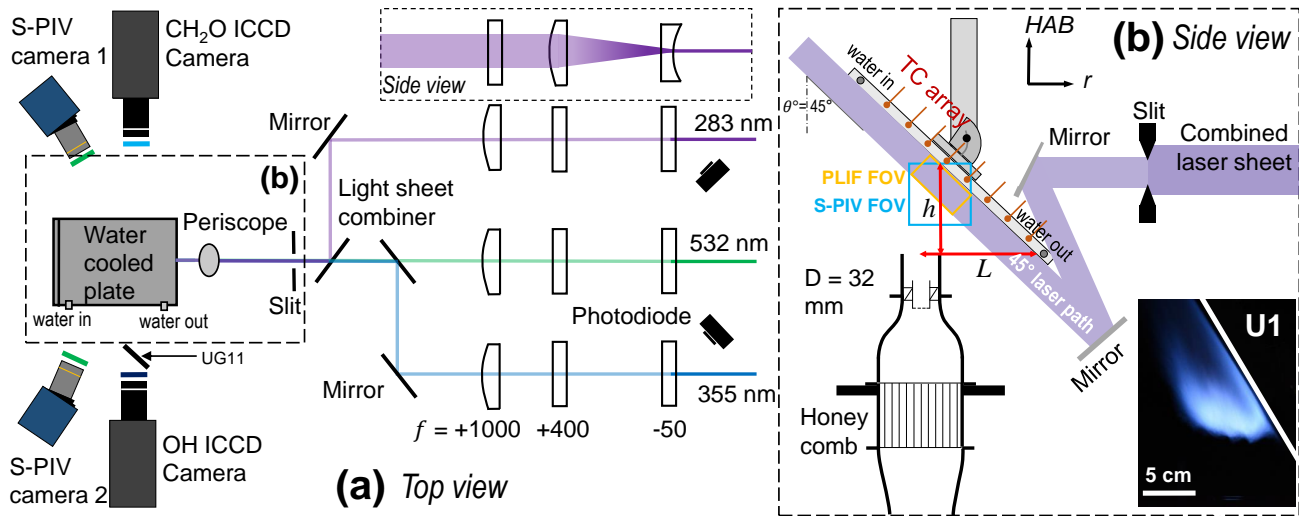 S-PIV
camera 1
CH₂O ICCD
Camera
Side view
Mirror
283 nm
(b)
Light sheet
combiner
Periscope
Water
cooled
plate
532 nm
Slit
water in
water out
UG11
Photodiode
Mirror
355 nm
f = +1000
+400
-50
S-PIV
camera 2
OH ICCD
Camera
(a) Top view
(b) Side view
HAB
r
water in
TC array
θ°= 45°
Mirror
Slit
Combined
laser sheet
PLIF FOV
S-PIV FOV
h
water out
L
45° laser path
D = 32
mm
Mirror
Honey
comb
U1
5 cm